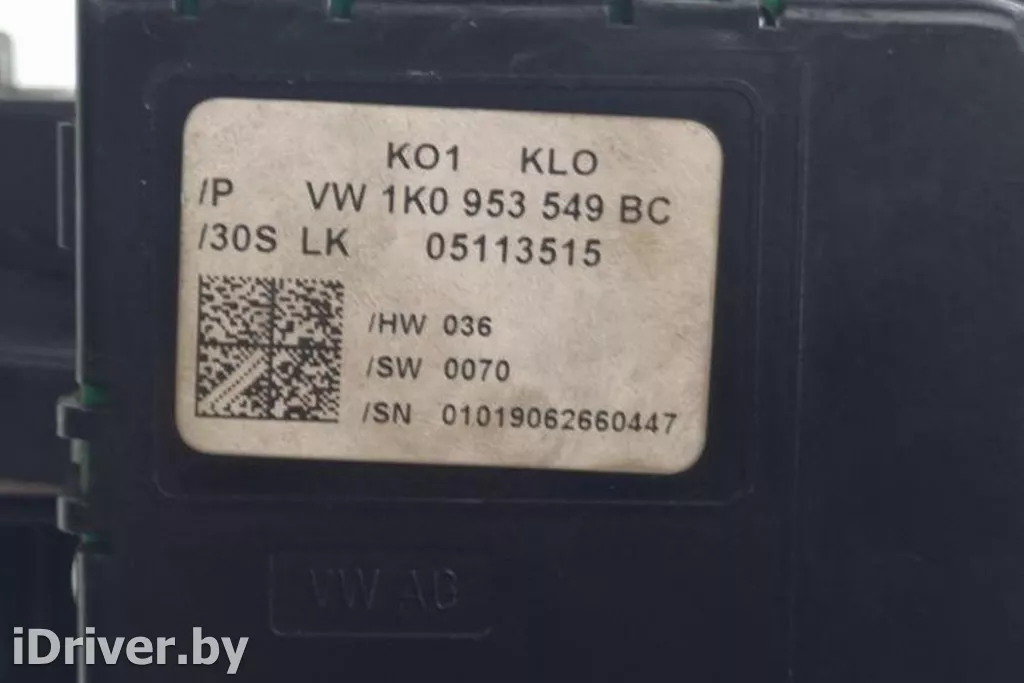 KO1 KLO
/P VW 1K0 953 549 BC
/30S LK 05113515
/HW 036
/SW 0070
/SN 01019062660447
VW AG
iDriver.by